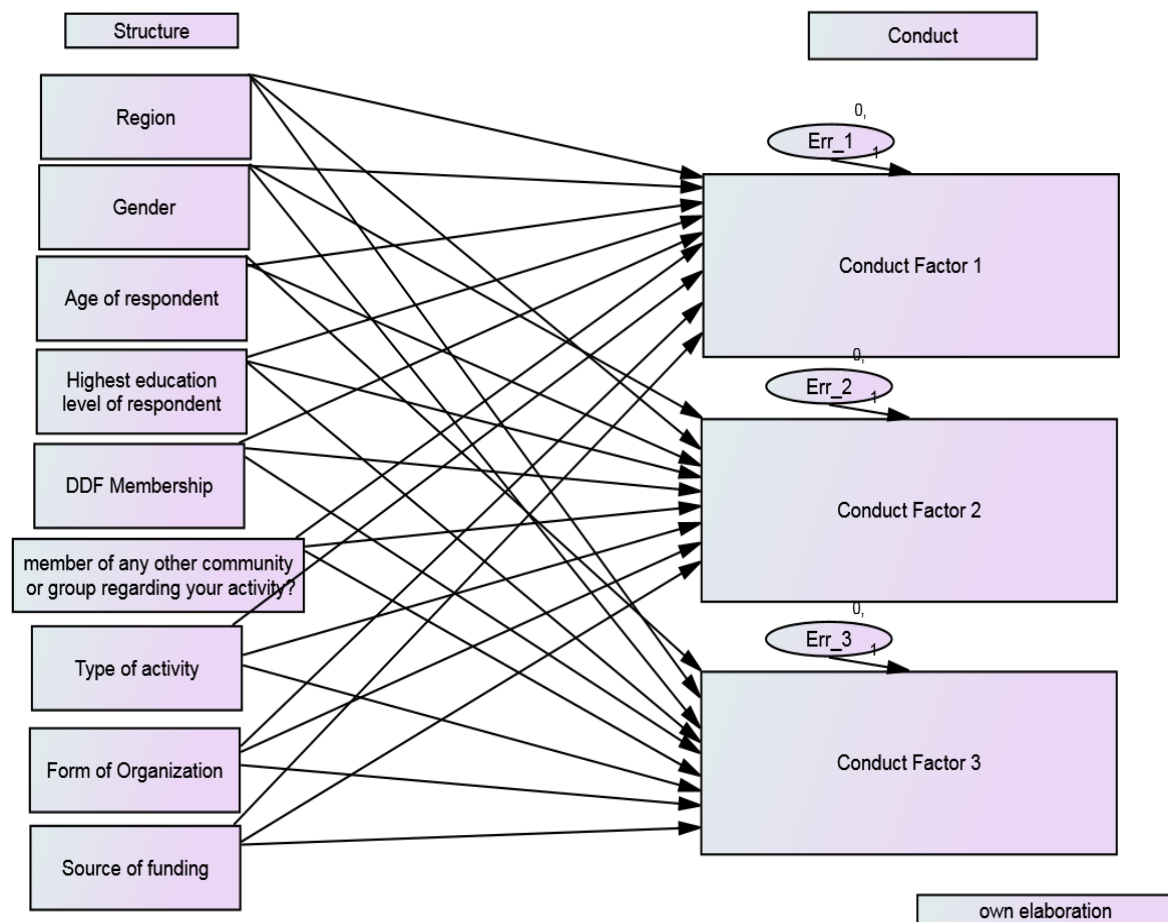 Structure
Conduct
Region
Gender
Age of respondent
Highest education
level of respondent
DDF Membership
member of any other community
or group regarding your activity?
Type of activity
Form of Organization
Source of funding
0,
Err_1
1
Conduct Factor 1
0,
Err_2
1
Conduct Factor 2
0,
Err_3
1
Conduct Factor 3
own elaboration